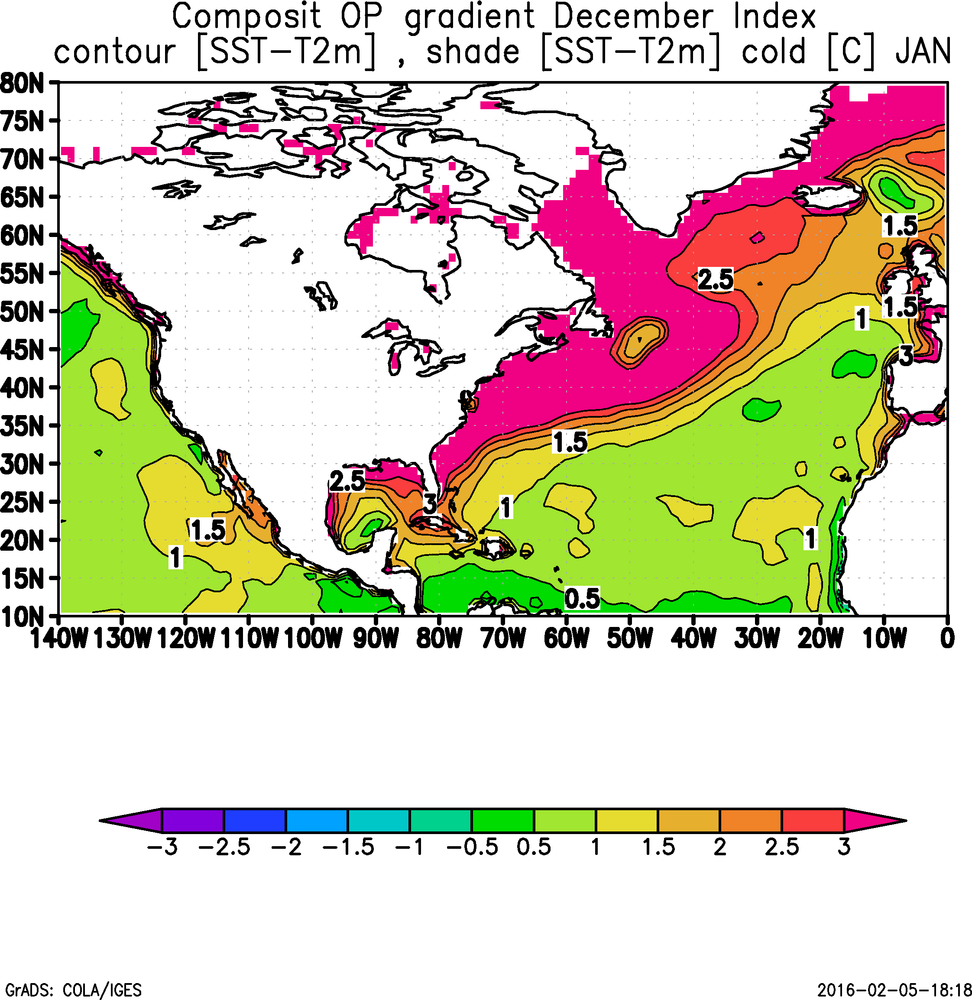 Composit OP gradient December Index
contour [SST-T2m] , shade [SST-T2m] cold [C] JAN
80N
75N
70N
65N
60N
55N
50N
45N
40N
35N
30N
25N
20N
15N
10N
1.5
2.5
1.5
1
3
1.5
2.5
3
1
1.5
1
1
0.5
140W 130W 120W 110W 100W 90W 80W 70W 60W 50W 40W 30W 20W 10W 0
-3 -2.5 -2 -1.5 -1 -0.5 0.5 1 1.5 2 2.5 3
GrADS: COLA/IGES 2016-02-05-18:18